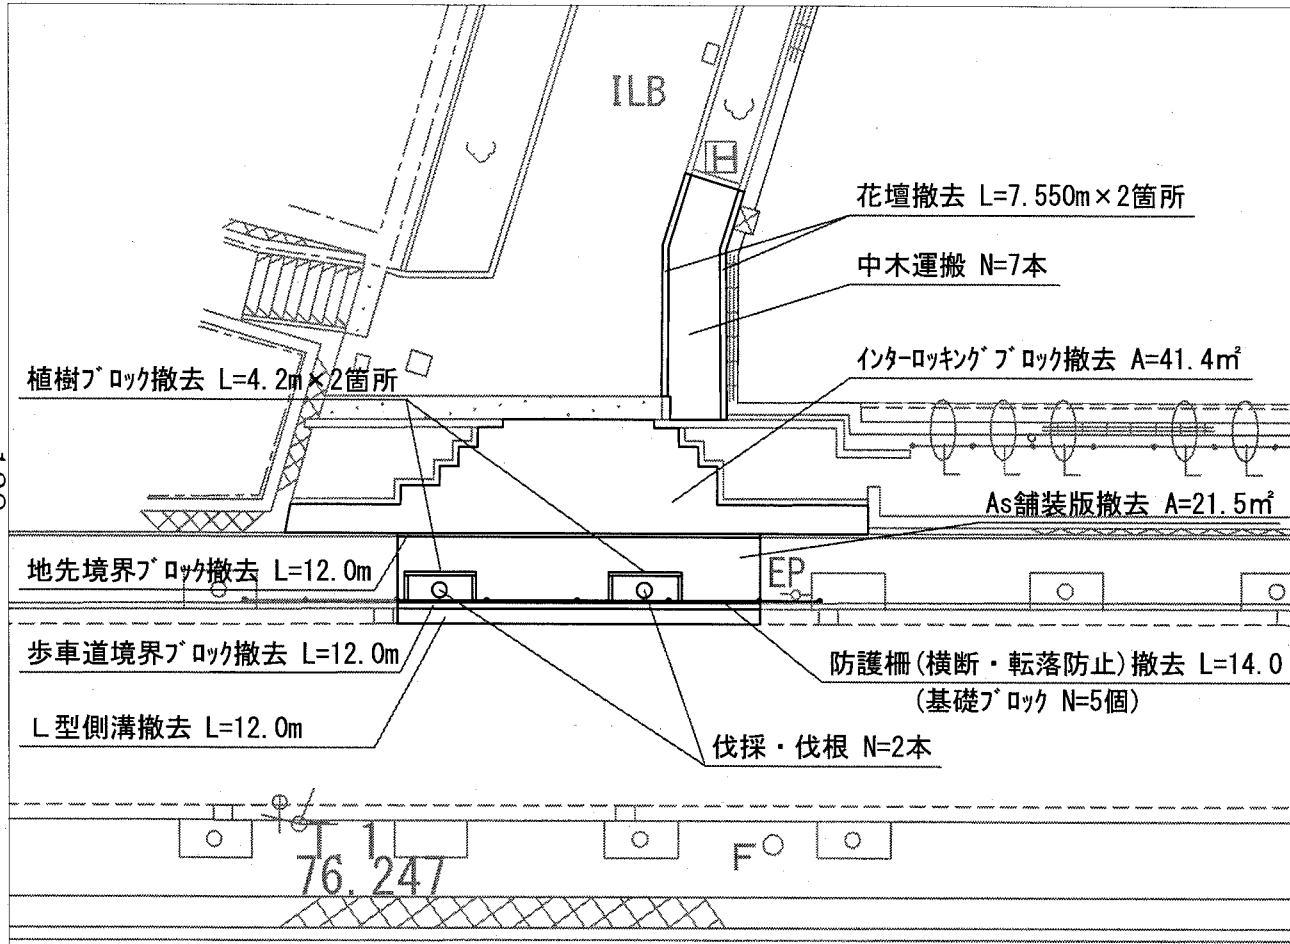 ILB
H
花壇撤去 L=7.550m×2箇所
中木運搬 N=7本
インターロッキングブロック撤去 A=41.4㎡
植樹ブロック撤去 L=4.2m×2箇所
As舗装版撤去 A=21.5㎡
地先境界ブロック撤去 L=12.0m
EP
歩車道境界ブロック撤去 L=12.0m
防護柵(横断・転落防止)撤去 L=14.0
(基礎ブロック N=5個)
L型側溝撤去 L=12.0m
伐採・伐根 N=2本
T 1
76.247
F